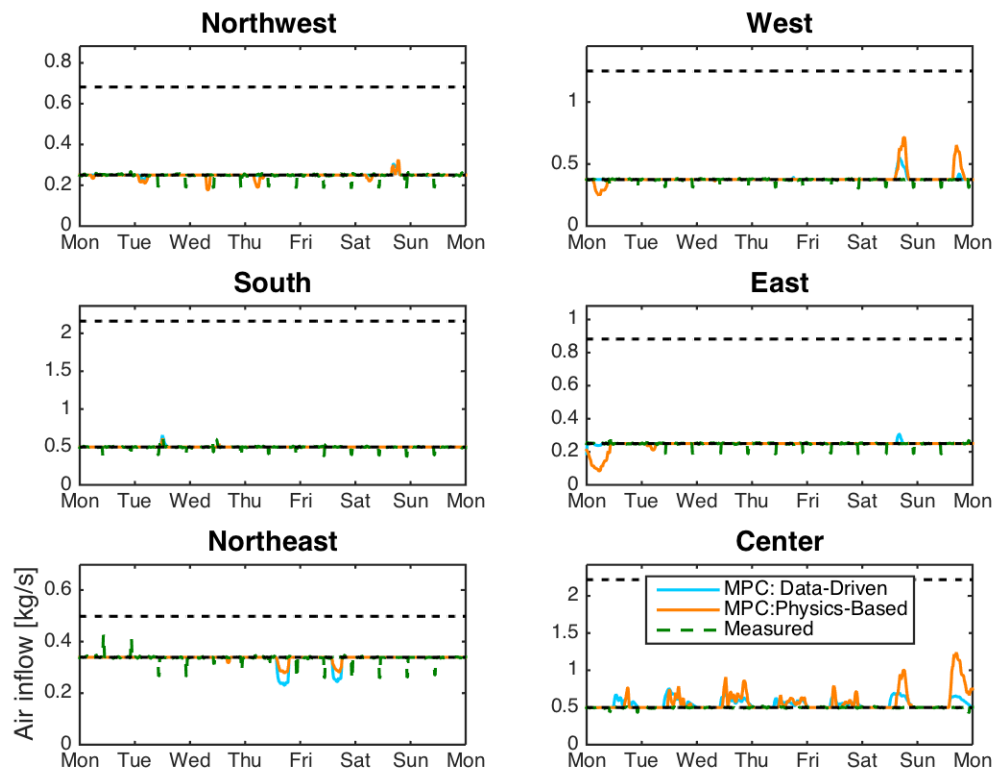 Northwest
0.8
0.6
0.4
0.2
0
Mon Tue Wed Thu Fri Sat Sun Mon
West
1
0.5
0
Mon Tue Wed Thu Fri Sat Sun Mon
South
2
1.5
1
0.5
0
Mon Tue Wed Thu Fri Sat Sun Mon
East
1
0.8
0.6
0.4
0.2
0
Mon Tue Wed Thu Fri Sat Sun Mon
Northeast
Air inflow [kg/s]
0.6
0.4
0.2
0
Mon Tue Wed Thu Fri Sat Sun Mon
Center
2
1.5
1
0.5
0
MPC: Data-Driven
MPC:Physics-Based
Measured
Mon Tue Wed Thu Fri Sat Sun Mon